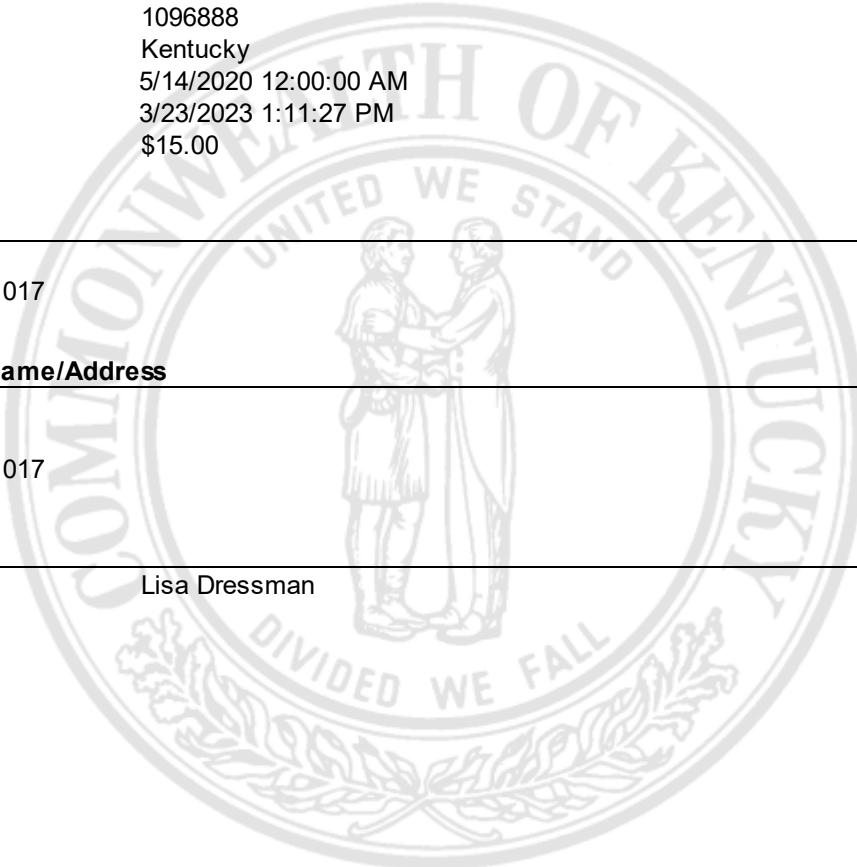 1096888
Kentucky
5/14/2020 12:00:00 AM
3/23/2023 1:11:27 PM
$15.00
COMMONWEALTH OF KENTUCKY
UNITED WE STAND
017
ame/Address
017
Lisa Dressman
DIVIDED WE FALL